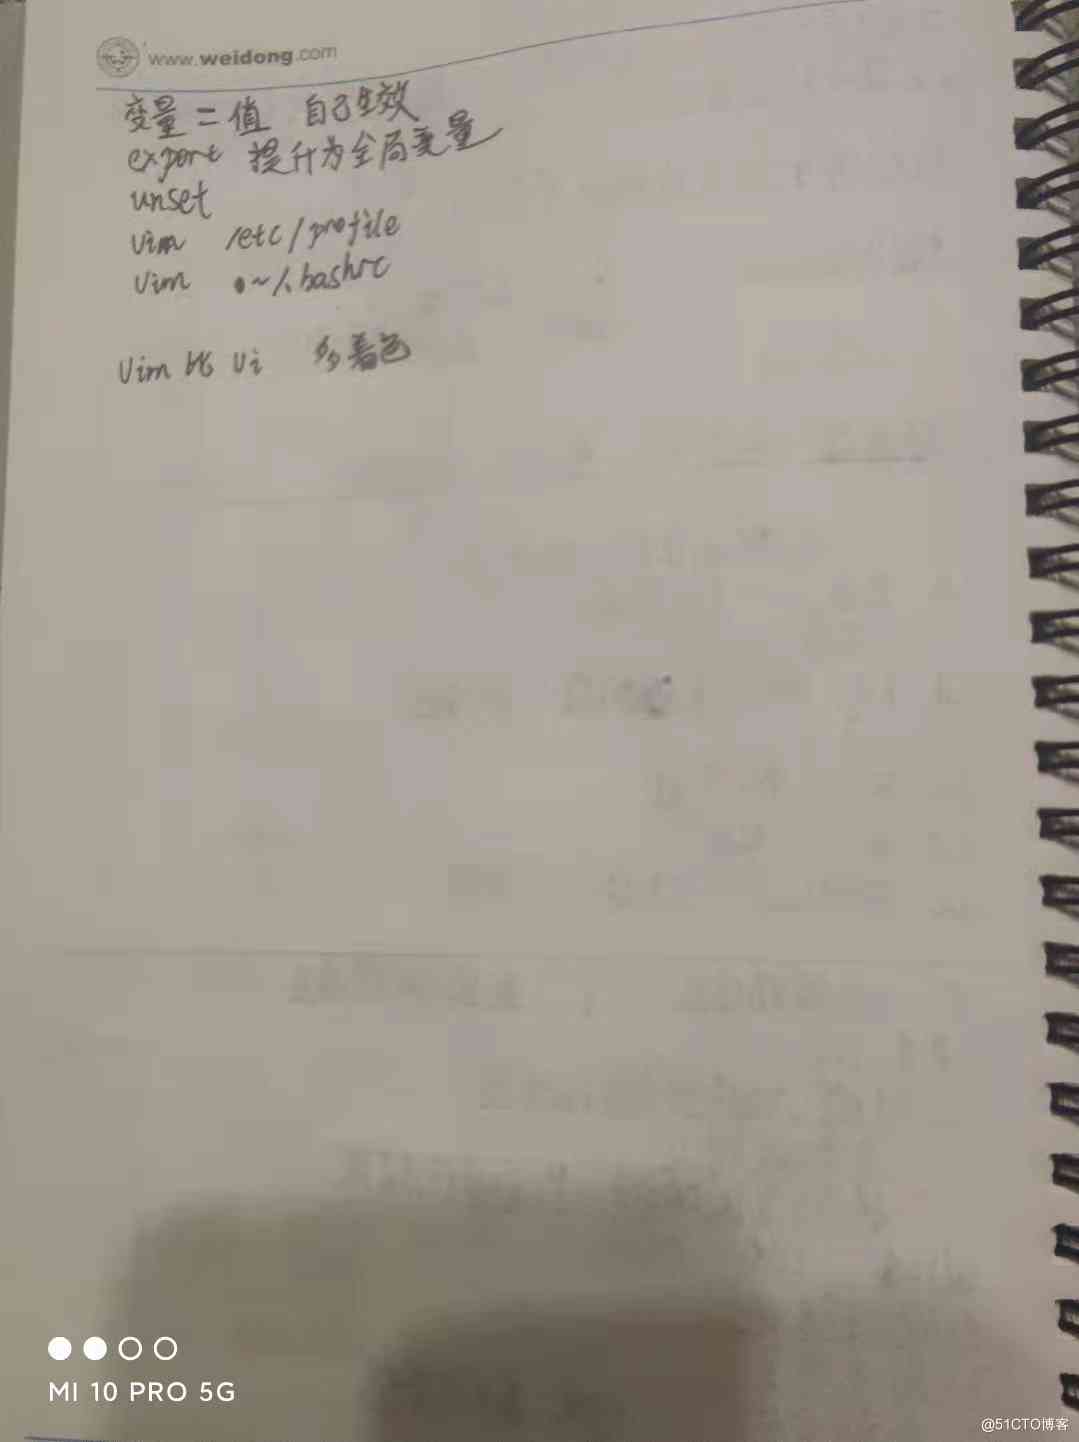 www.weidong.com
变量 = 值 自己生效
export 提升为全局变量
unset
vim /etc/profile
vim ~/.bashrc
vim 比 vi 多着色
MI 10 PRO 5G
@51CTO博客